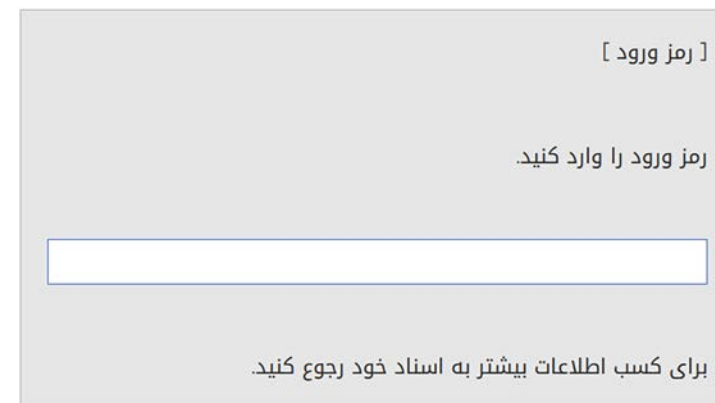 [ رمز ورود ]
رمز ورود را وارد کنید.
برای کسب اطلاعات بیشتر به اسناد خود رجوع کنید.